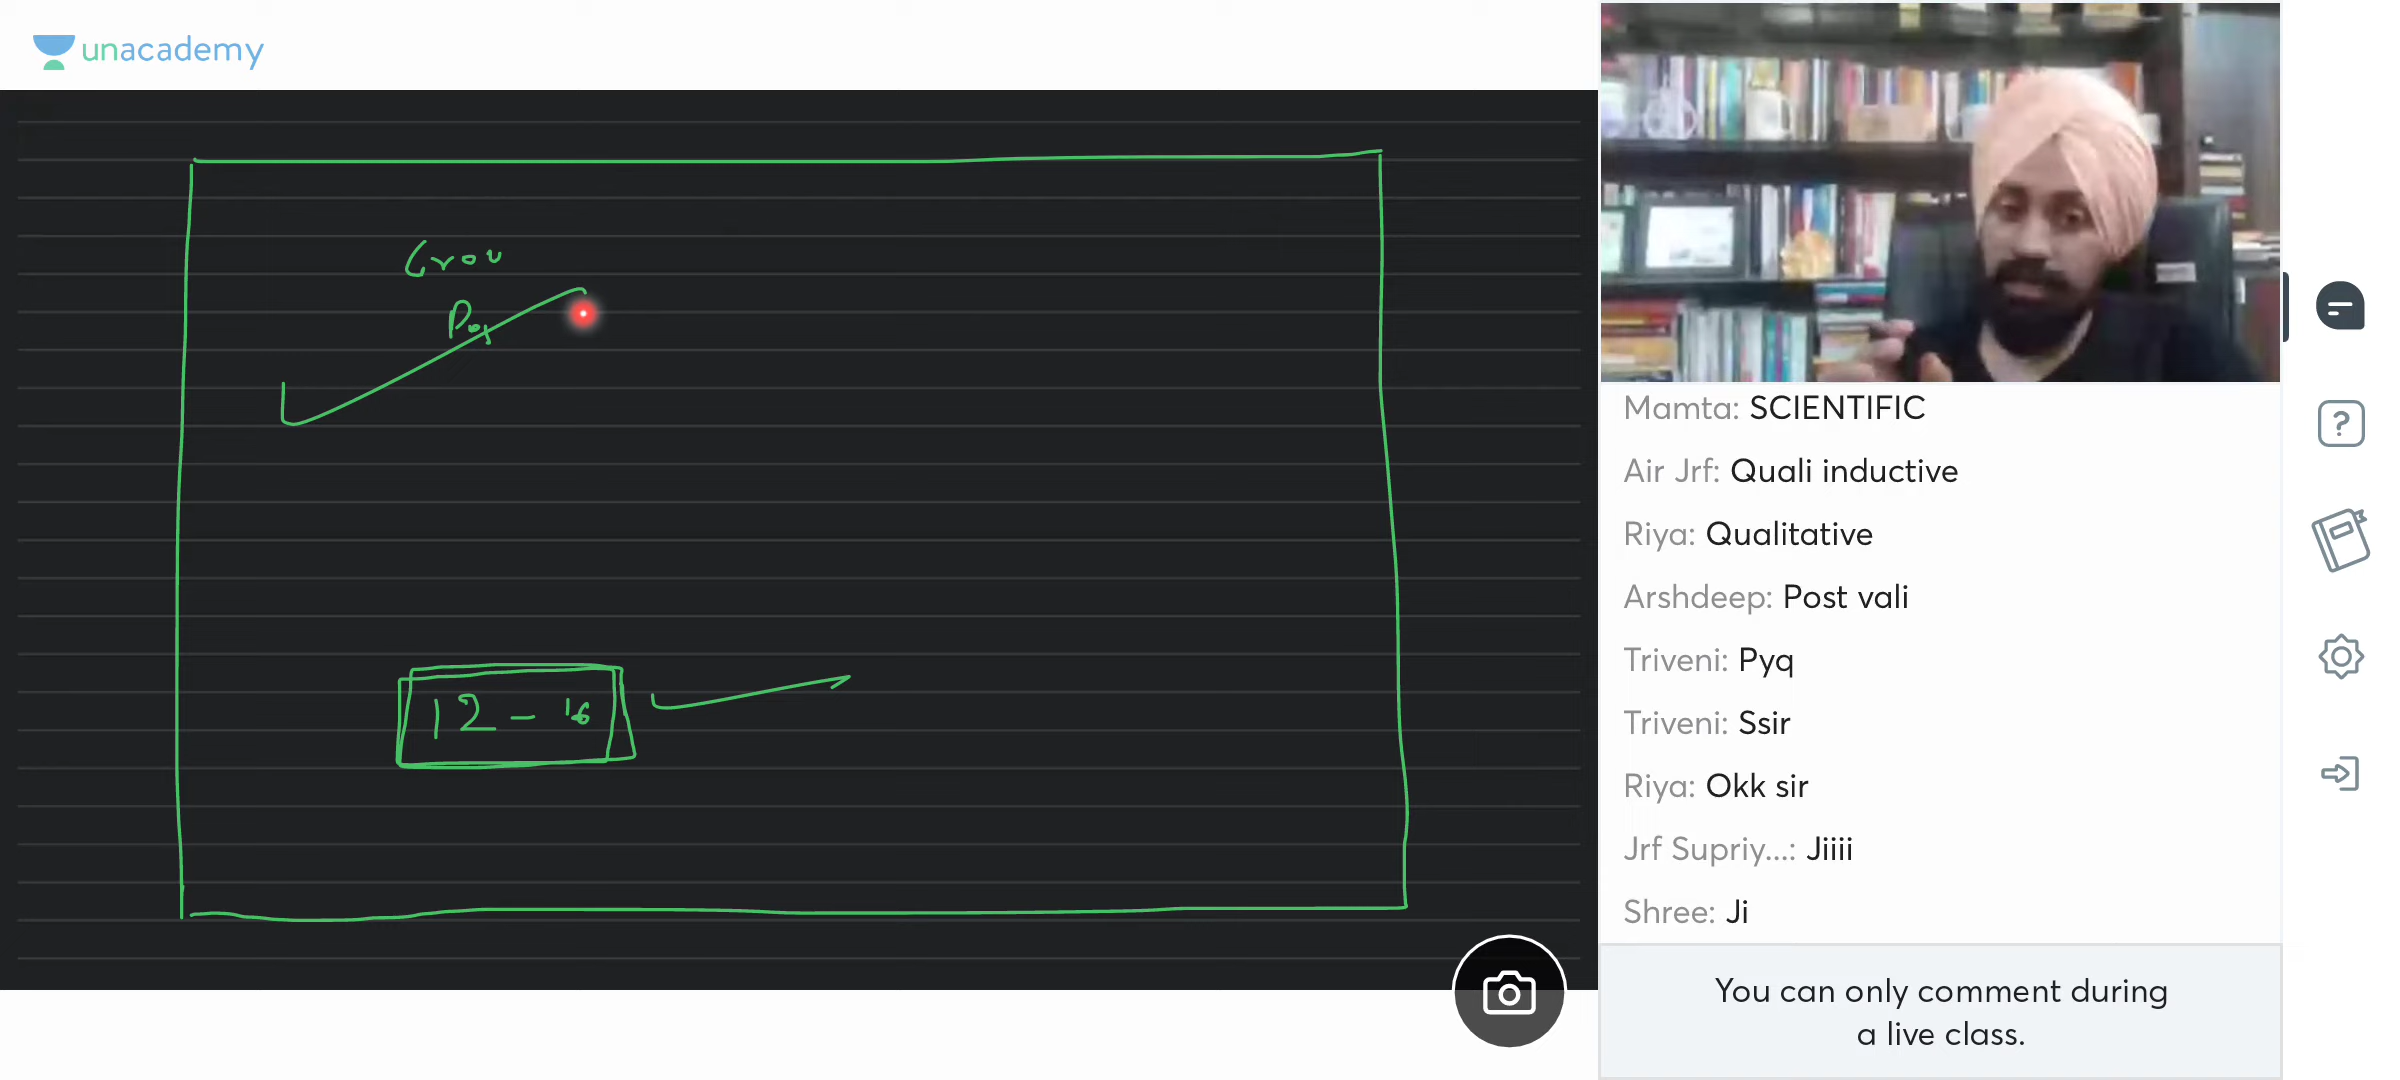 unacademy
Grou
12 - 16
Mamta: SCIENTIFIC
Air Jrf: Quali inductive
Riya: Qualitative
Arshdeep: Post vali
Triveni: Pyq
Triveni: Ssir
Riya: Okk sir
Jrf Supriy...: Jiiii
Shree: Ji
You can only comment during
a live class.